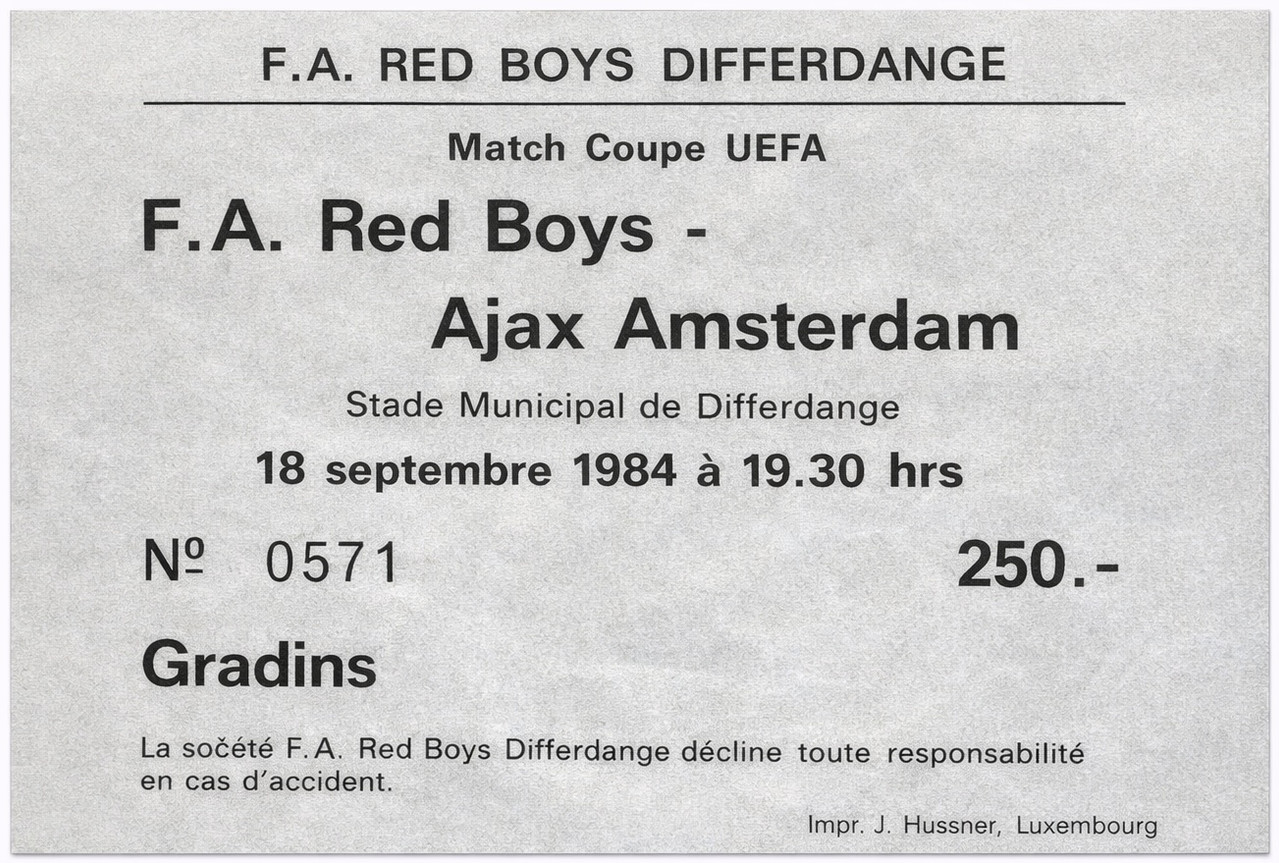 F.A. RED BOYS DIFFERDANGE
Match Coupe UEFA
F.A. Red Boys -
Ajax Amsterdam
Stade Municipal de Differdange
18 septembre 1984 à 19.30 hrs
Nº 0571 250.-
Gradins
La sočété F.A. Red Boys Differdange décline toute responsabilité
en cas d'accident.
Impr. J. Hussner, Luxembourg